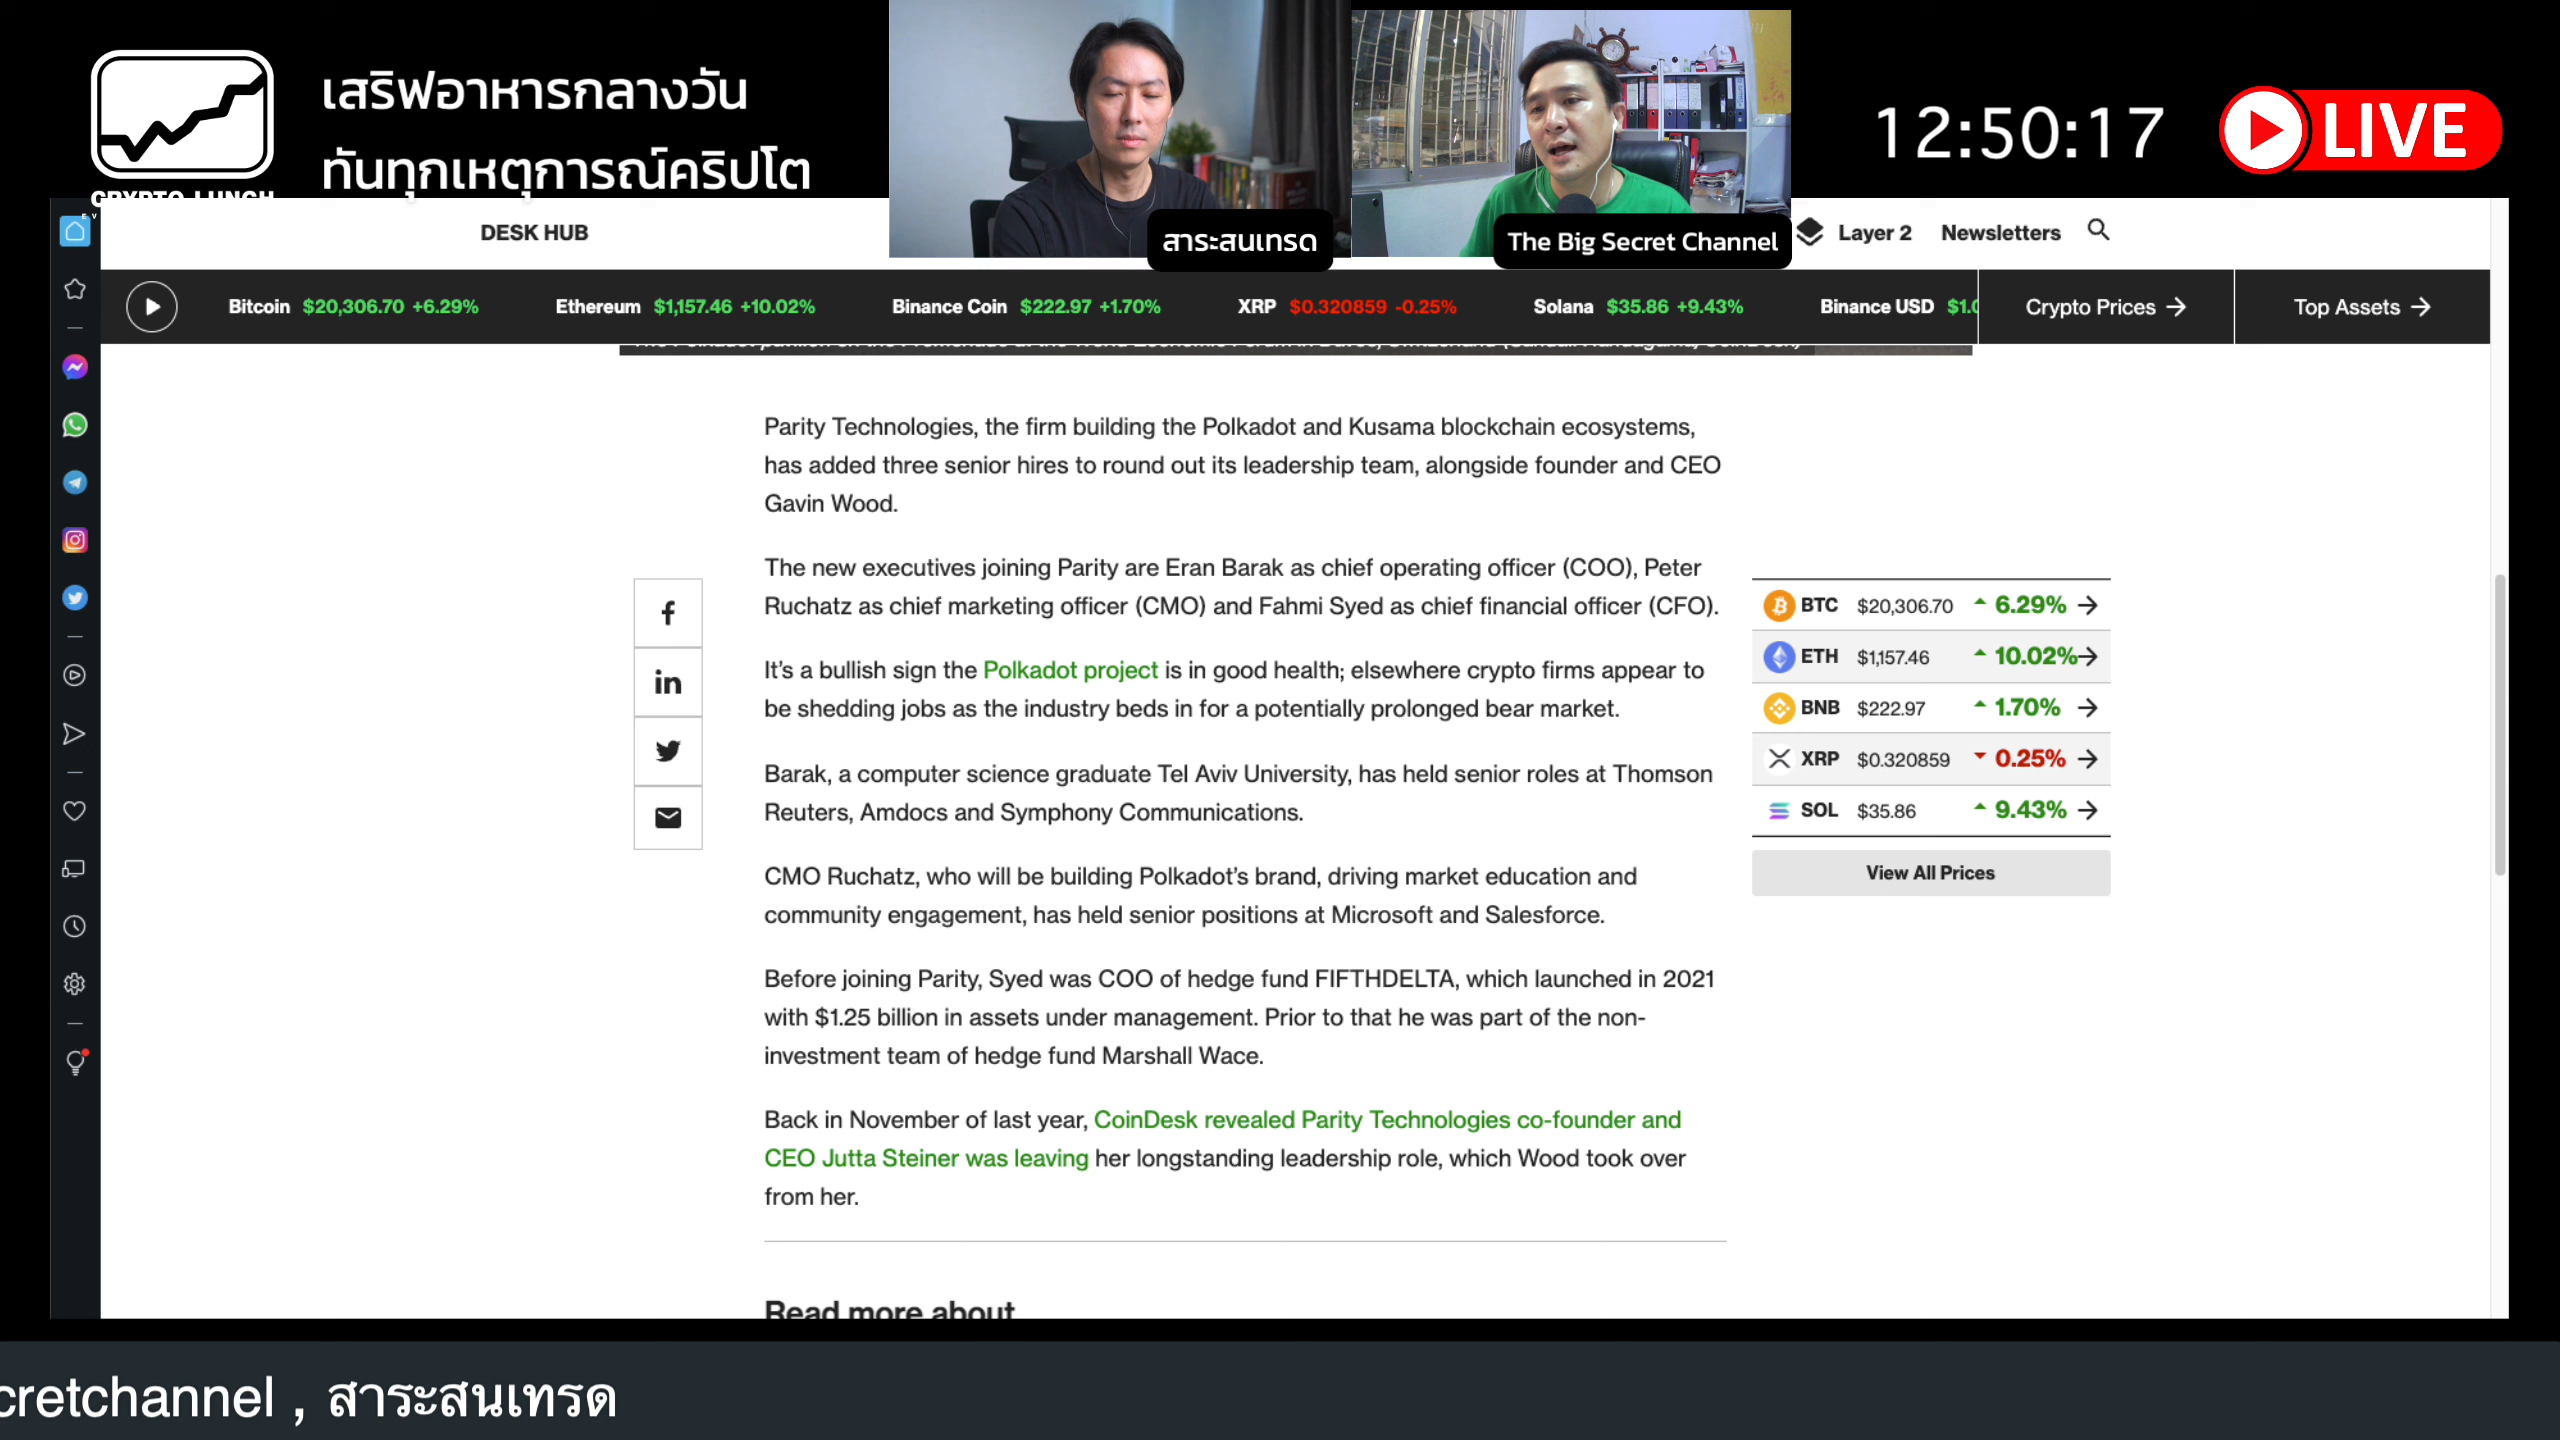 เสริฟอาหารกลางวัน
ทันทุกเหตุการณ์คริปโต
CRYPTO LUNCH
สาระสนเทรด
The Big Secret Channel
12:50:17
LIVE
DESK HUB
Layer 2
Newsletters
Bitcoin $20,306.70 +6.29%
Ethereum $1,157.46 +10.02%
Binance Coin $222.97 +1.70%
XRP $0.320859 -0.25%
Solana $35.86 +9.43%
Binance USD $1.0
Crypto Prices
Top Assets
Parity Technologies, the firm building the Polkadot and Kusama blockchain ecosystems,
has added three senior hires to round out its leadership team, alongside founder and CEO
Gavin Wood.
The new executives joining Parity are Eran Barak as chief operating officer (COO), Peter
Ruchatz as chief marketing officer (CMO) and Fahmi Syed as chief financial officer (CFO).
It's a bullish sign the Polkadot project is in good health; elsewhere crypto firms appear to
be shedding jobs as the industry beds in for a potentially prolonged bear market.
Barak, a computer science graduate Tel Aviv University, has held senior roles at Thomson
Reuters, Amdocs and Symphony Communications.
CMO Ruchatz, who will be building Polkadot's brand, driving market education and
community engagement, has held senior positions at Microsoft and Salesforce.
Before joining Parity, Syed was COO of hedge fund FIFTHDELTA, which launched in 2021
with $1.25 billion in assets under management. Prior to that he was part of the non-
investment team of hedge fund Marshall Wace.
Back in November of last year, CoinDesk revealed Parity Technologies co-founder and
CEO Jutta Steiner was leaving her longstanding leadership role, which Wood took over
from her.
Read more about
BTC $20,306.70 6.29%
ETH $1,157.46 10.02%
BNB $222.97 1.70%
XRP $0.320859 0.25%
SOL $35.86 9.43%
View All Prices
cretchannel , สาระสนเทรด